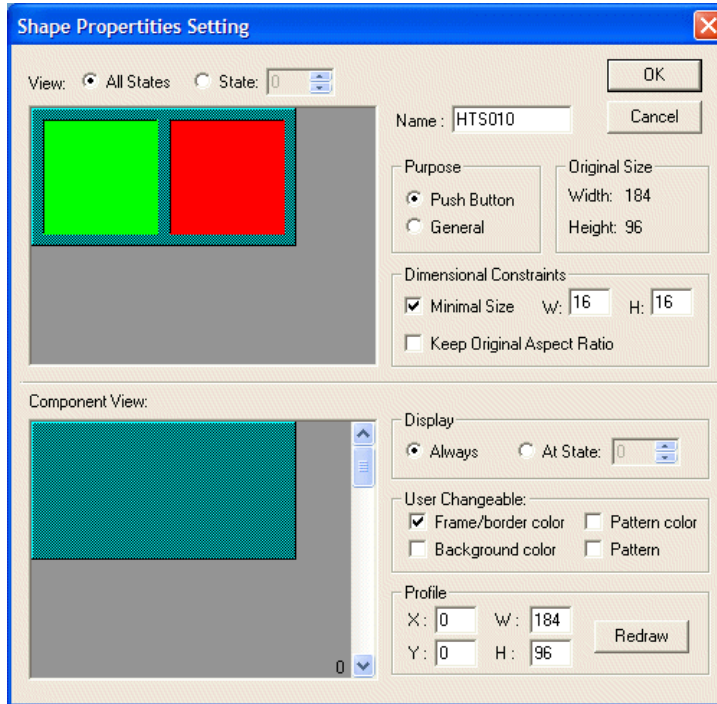 Shape Propertities Setting
View: All States State: 0
OK
Name : HTS010
Cancel
Purpose
Push Button
General
Original Size
Width: 184
Height: 96
Dimensional Constraints
Minimal Size W: 16 H: 16
Keep Original Aspect Ratio
Component View:
0
Display
Always At State: 0
User Changeable:
Frame/border color Pattern color
Background color Pattern
Profile
X : 0 W : 184
Y : 0 H : 96
Redraw